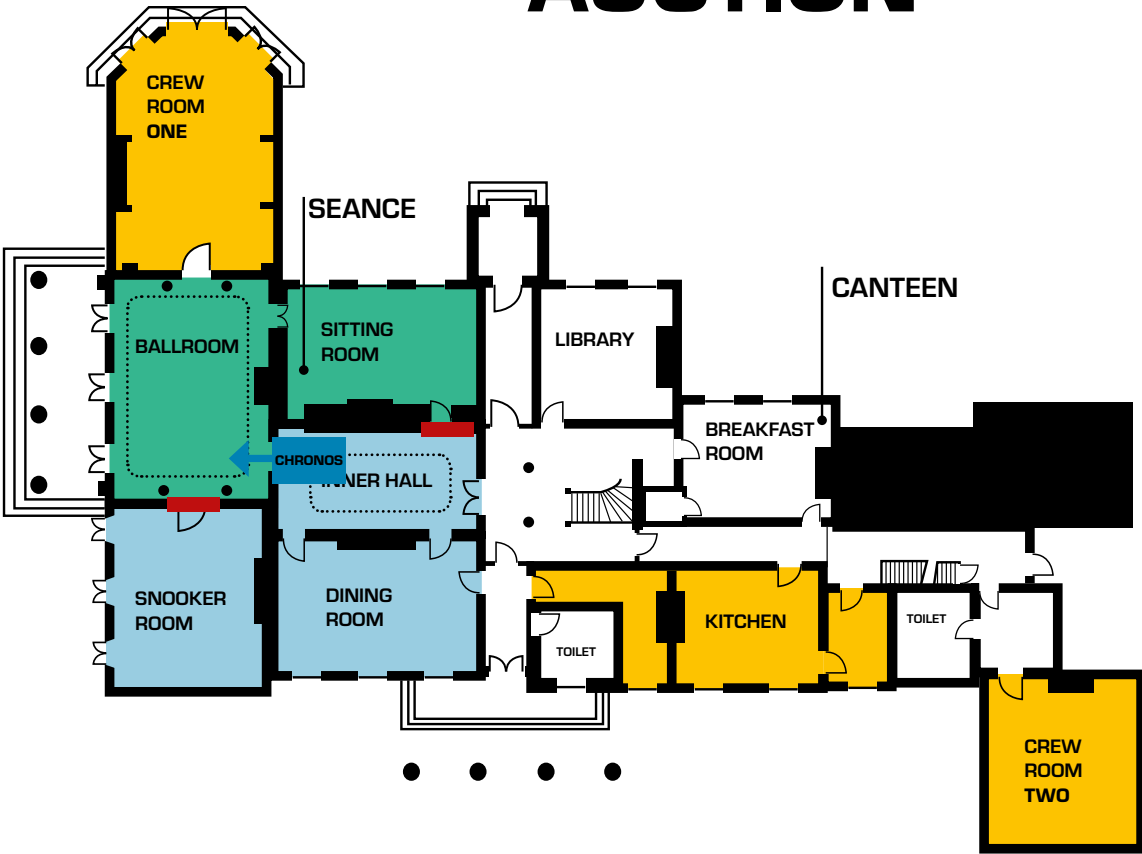 AUCTION
CREW
ROOM
ONE
SEANCE
CANTEEN
SITTING
ROOM
LIBRARY
BALLROOM
BREAKFAST
ROOM
CHRONOS
INNER HALL
SNOOKER
ROOM
DINING
ROOM
KITCHEN
TOILET
TOILET
CREW
ROOM
TWO